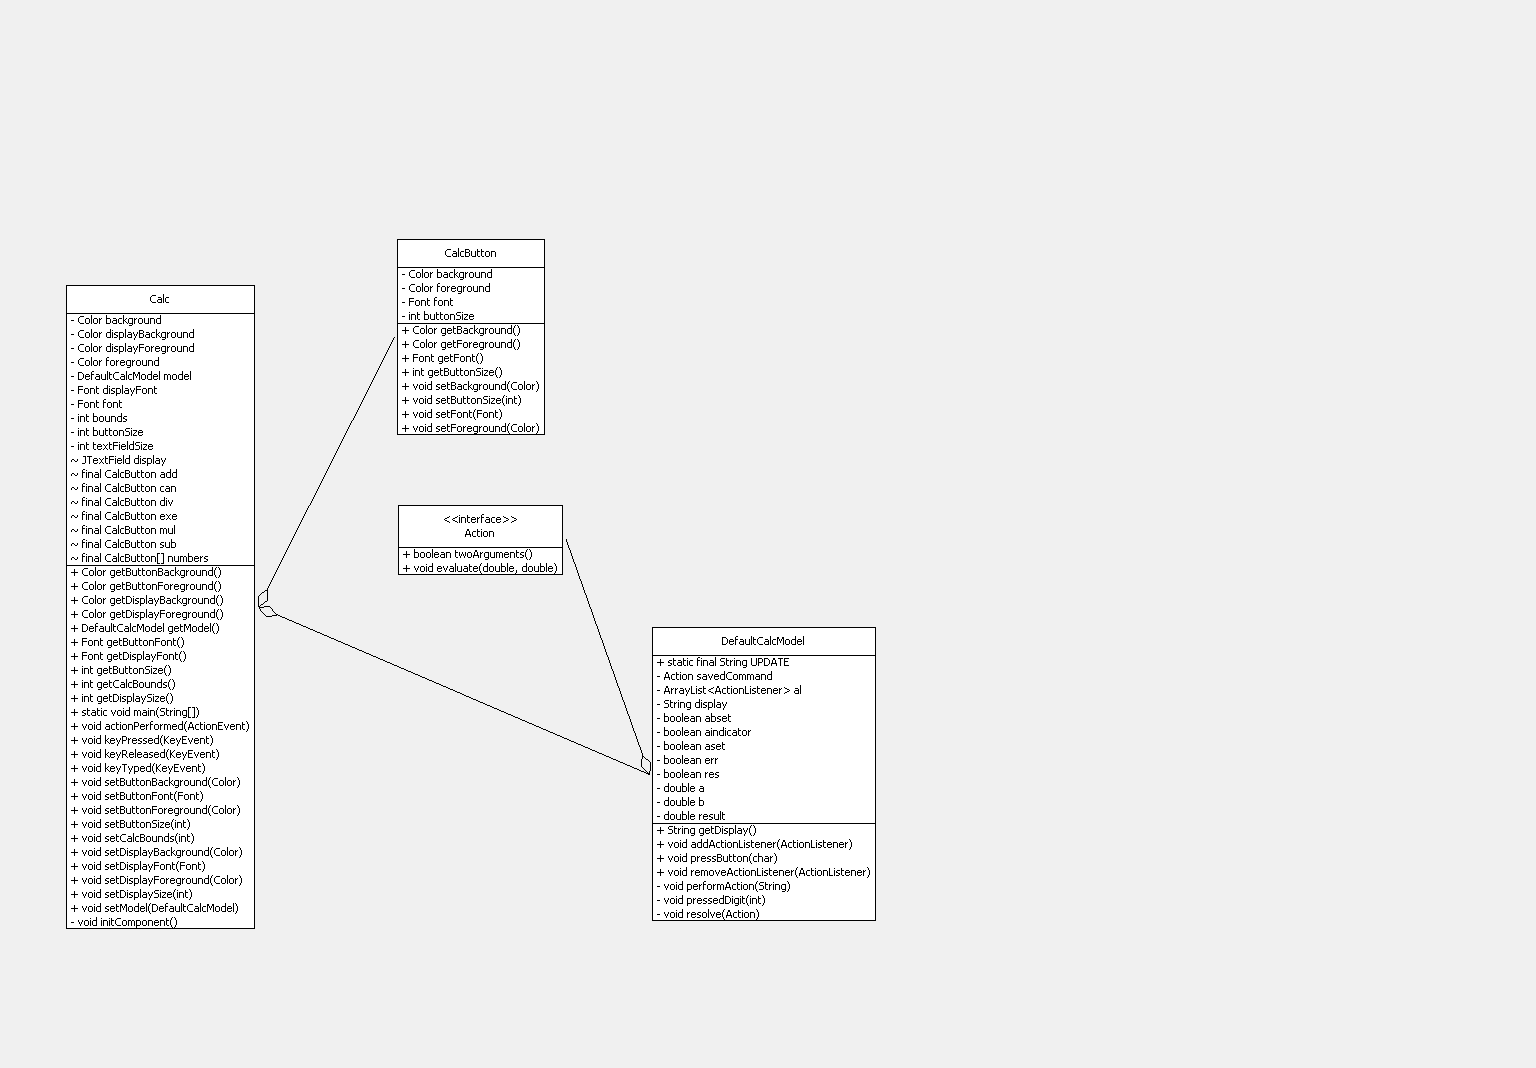 CalcButton
- Color background
- Color foreground
- Font font
- int buttonSize
+ Color getBackground()
+ Color getForeground()
+ Font getFont()
+ int getButtonSize()
+ void setBackground(Color)
+ void setButtonSize(int)
+ void setFont(Font)
+ void setForeground(Color)
Calc
- Color background
- Color displayBackground
- Color displayForeground
- Color foreground
- DefaultCalcModel model
- Font displayFont
- Font font
- int bounds
- int buttonSize
- int textFieldSize
~ JTextField display
~ final CalcButton add
~ final CalcButton can
~ final CalcButton div
~ final CalcButton exe
~ final CalcButton mul
~ final CalcButton sub
~ final CalcButton[] numbers
+ Color getButtonBackground()
+ Color getButtonForeground()
+ Color getDisplayBackground()
+ Color getDisplayForeground()
+ DefaultCalcModel getModel()
+ Font getButtonFont()
+ Font getDisplayFont()
+ int getButtonSize()
+ int getCalcBounds()
+ int getDisplaySize()
+ static void main(String[])
+ void actionPerformed(ActionEvent)
+ void keyPressed(KeyEvent)
+ void keyReleased(KeyEvent)
+ void keyTyped(KeyEvent)
+ void setButtonBackground(Color)
+ void setButtonFont(Font)
+ void setButtonForeground(Color)
+ void setButtonSize(int)
+ void setCalcBounds(int)
+ void setDisplayBackground(Color)
+ void setDisplayFont(Font)
+ void setDisplayForeground(Color)
+ void setDisplaySize(int)
+ void setModel(DefaultCalcModel)
- void initComponent()
<<interface>>
Action
+ boolean twoArguments()
+ void evaluate(double, double)
DefaultCalcModel
+ static final String UPDATE
- Action savedCommand
- ArrayList<ActionListener> al
- String display
- boolean abset
- boolean aindicator
- boolean aset
- boolean err
- boolean res
- double a
- double b
- double result
+ String getDisplay()
+ void addActionListener(ActionListener)
+ void pressButton(char)
+ void removeActionListener(ActionListener)
- void performAction(String)
- void pressedDigit(int)
- void resolve(Action)